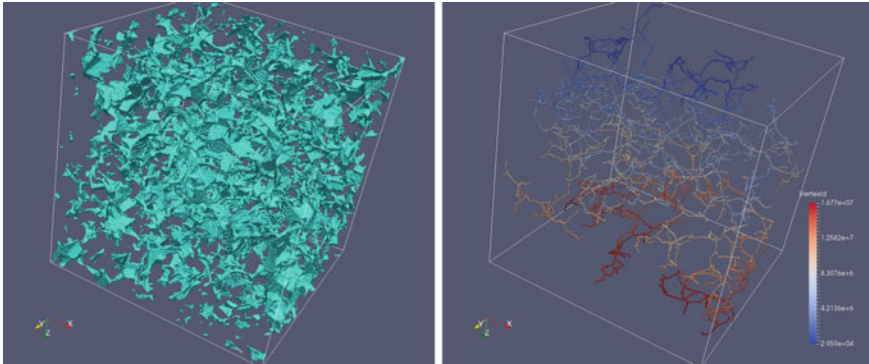 Y X
Z
Y X
Z
VertexId
1.677e+07
1.2582e+7
8.3976e+6
4.2136e+6
2.959e+04